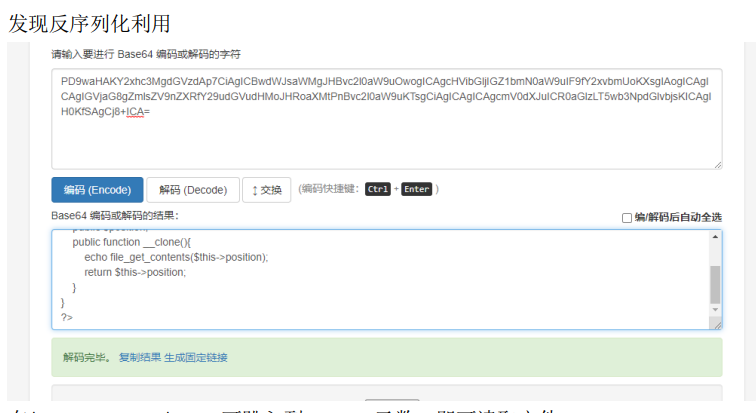 发现反序列化利用
请输入要进行 Base64 编码或解码的字符
PD9waHAKY2xhc3MgdGVzdAp7CiAgICBwdWJsaWMgJHBvc2l0aW9uOwogICAgcHVibGljIGZ1bmN0aW9uIF9fY2xvbmUoKXsgIAogICAgI
CAgIGVjaG8gZmlsZV9nZXRfY29udGVudHMoJHRoaXMtPnBvc2l0aW9uKTsgCiAgICAgICAgcmV0dXJuICR0aGlzLT5wb3NpdGlvbjsKICAgI
H0KfSAgCj8+ICA=
编码 (Encode) 解码 (Decode) ↕ 交换 (编码快捷键： Ctrl + Enter )
Base64 编码或解码的结果： 编/解码后自动全选
public function __clone(){
echo file_get_contents($this->position);
return $this->position;
}
}
?>
解码完毕。 复制结果 生成固定链接